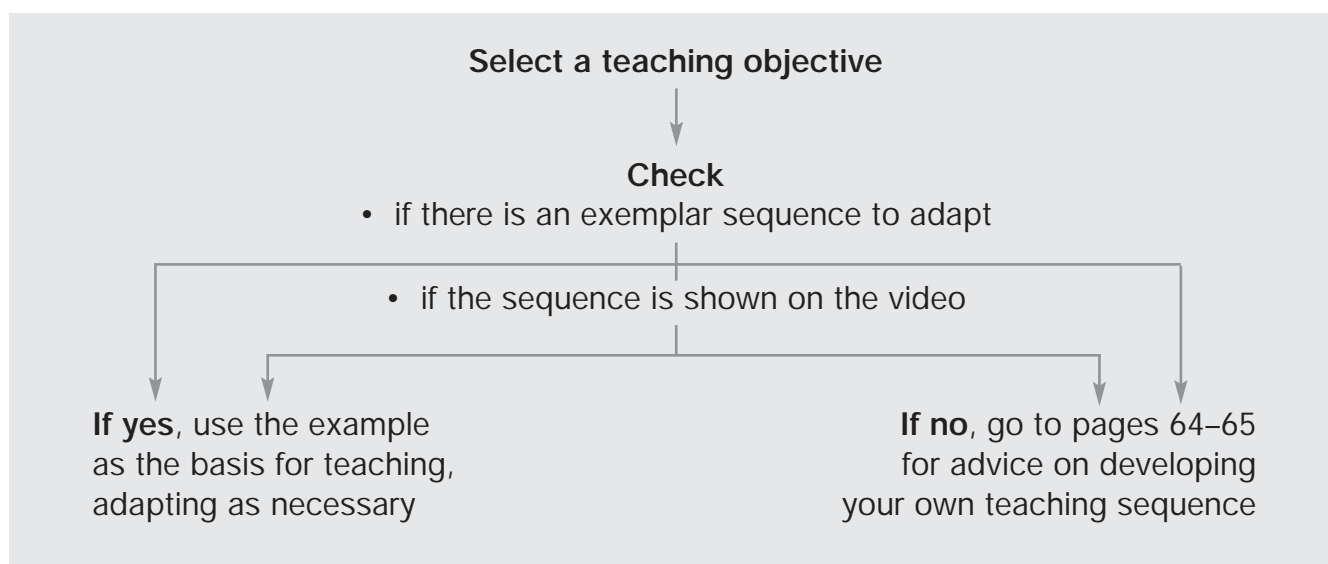 Select a teaching objective
Check
• if there is an exemplar sequence to adapt
• if the sequence is shown on the video
If yes, use the example
as the basis for teaching,
adapting as necessary
If no, go to pages 64–65
for advice on developing
your own teaching sequence